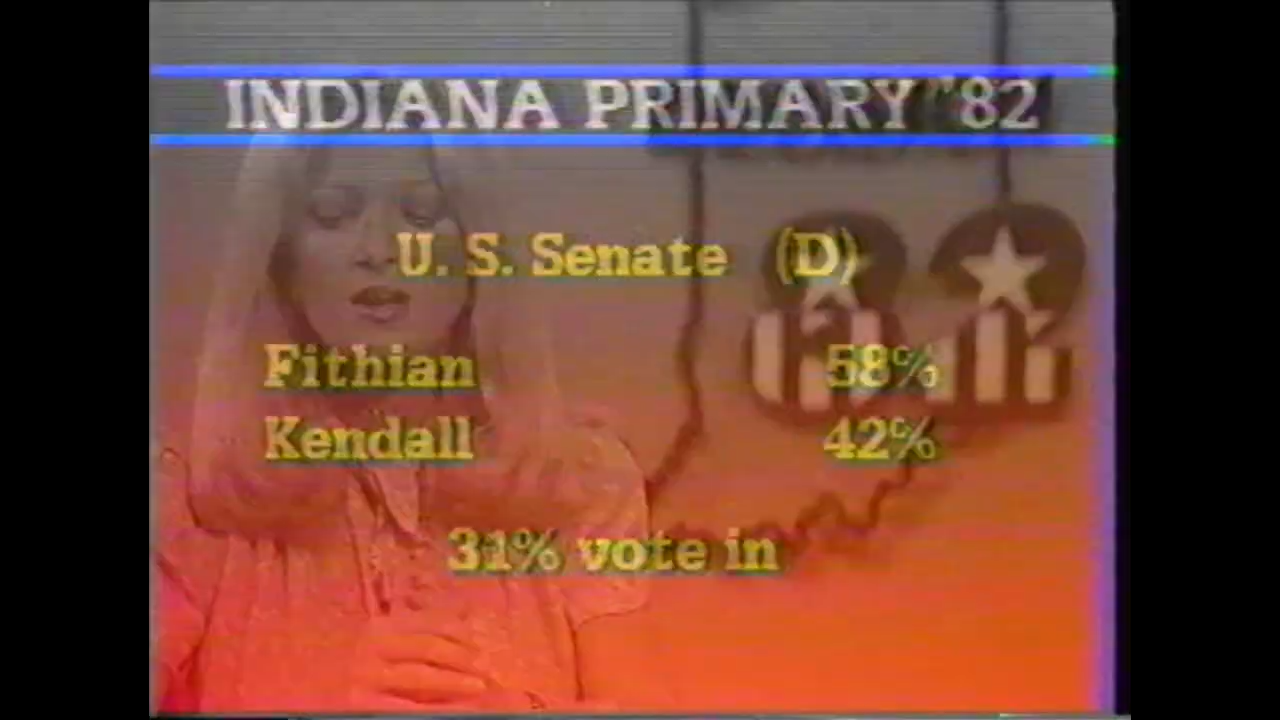 INDIANA PRIMARY '82
U. S. Senate (D)
Fithian 58%
Kendall 42%
31% vote in